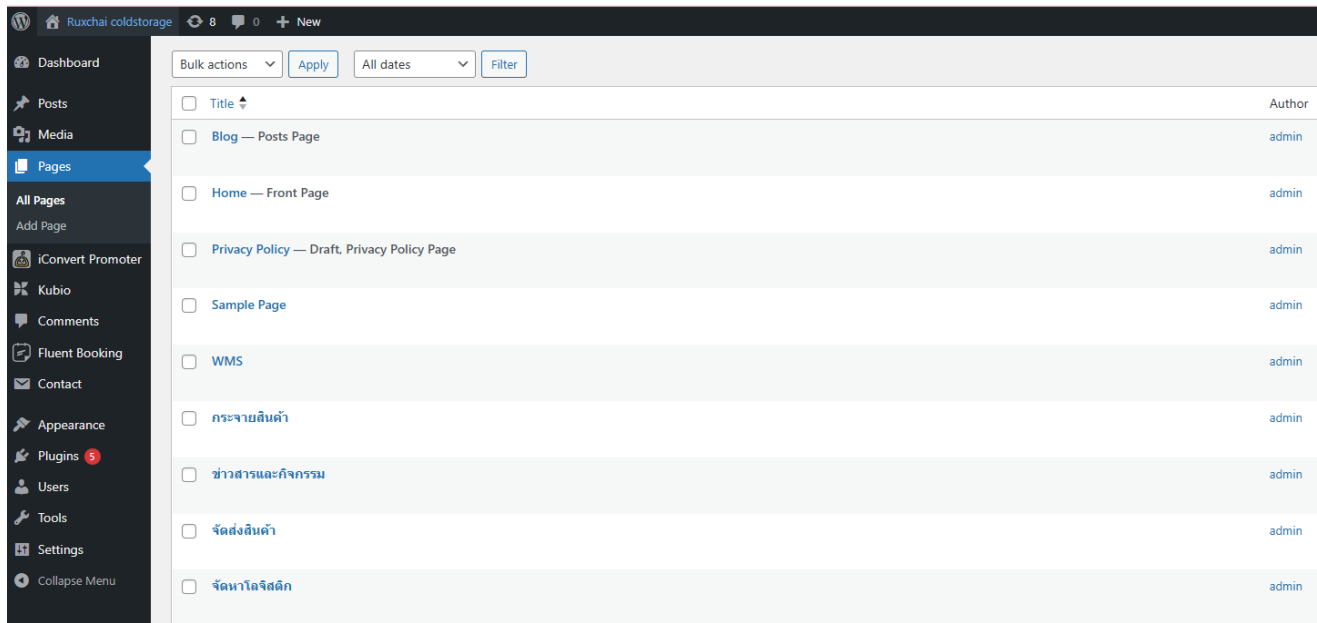 Ruxchai coldstorage 8 0 + New
Dashboard
Posts
Media
Pages
All Pages
Add Page
iConvert Promoter
Kubio
Comments
Fluent Booking
Contact
Appearance
Plugins 5
Users
Tools
Settings
Collapse Menu
Bulk actions Apply All dates Filter
Title Author
Blog — Posts Page admin
Home — Front Page admin
Privacy Policy — Draft, Privacy Policy Page admin
Sample Page admin
WMS admin
กระจายสินค้า admin
ข่าวสารและกิจกรรม admin
จัดส่งสินค้า admin
จัดหาโลจิสติก admin